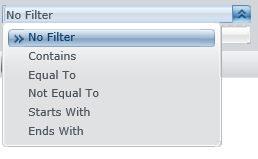 No Filter
No Filter
Contains
Equal To
Not Equal To
Starts With
Ends With